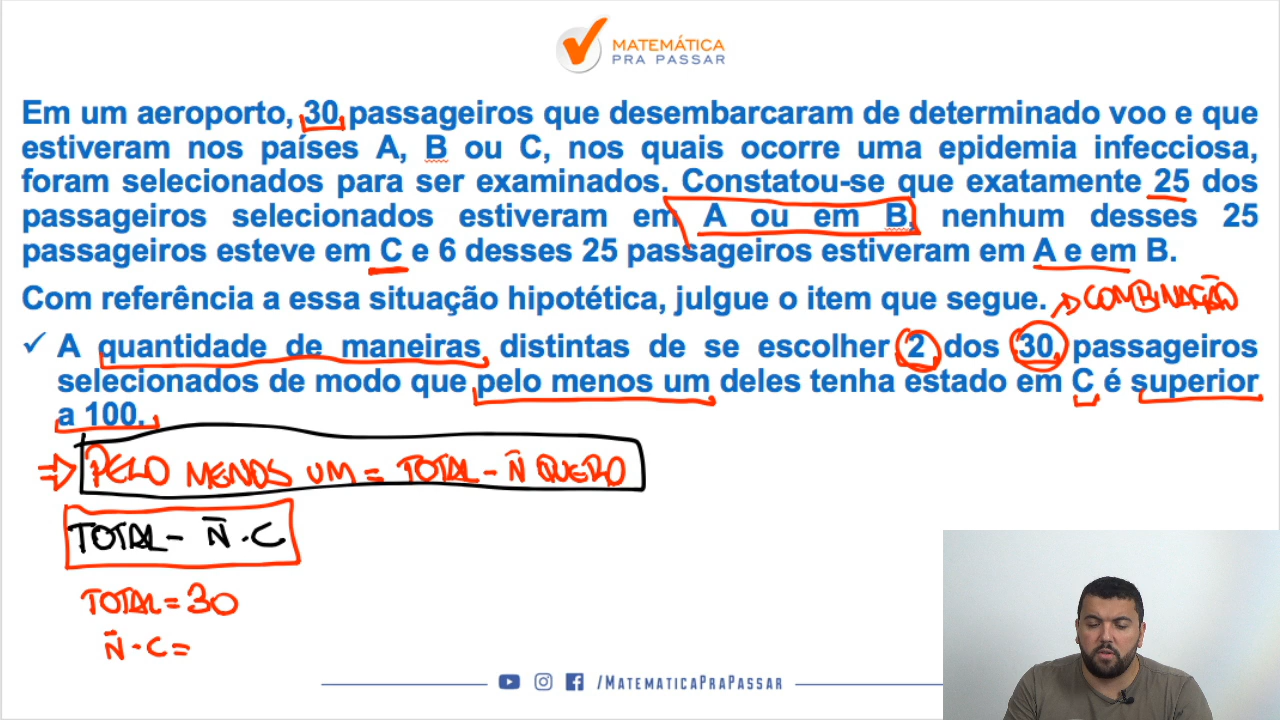 MATEMÁTICA
PRA PASSAR
Em um aeroporto, 30 passageiros que desembarcaram de determinado voo e que
estiveram nos países A, B ou C, nos quais ocorre uma epidemia infecciosa,
foram selecionados para ser examinados. Constatou-se que exatamente 25 dos
passageiros selecionados estiveram em A ou em B, nenhum desses 25
passageiros esteve em C e 6 desses 25 passageiros estiveram em A e em B.
Com referência a essa situação hipotética, julgue o item que segue.
COMBINAÇÃO
✓ A quantidade de maneiras distintas de se escolher 2 dos 30 passageiros
selecionados de modo que pelo menos um deles tenha estado em C é superior
a 100.
⇒ PELO MENOS UM = TOTAL - Ñ QUERO
TOTAL - Ñ · C
TOTAL = 30
Ñ · C =
/MATEMATICAPRAPASSAR